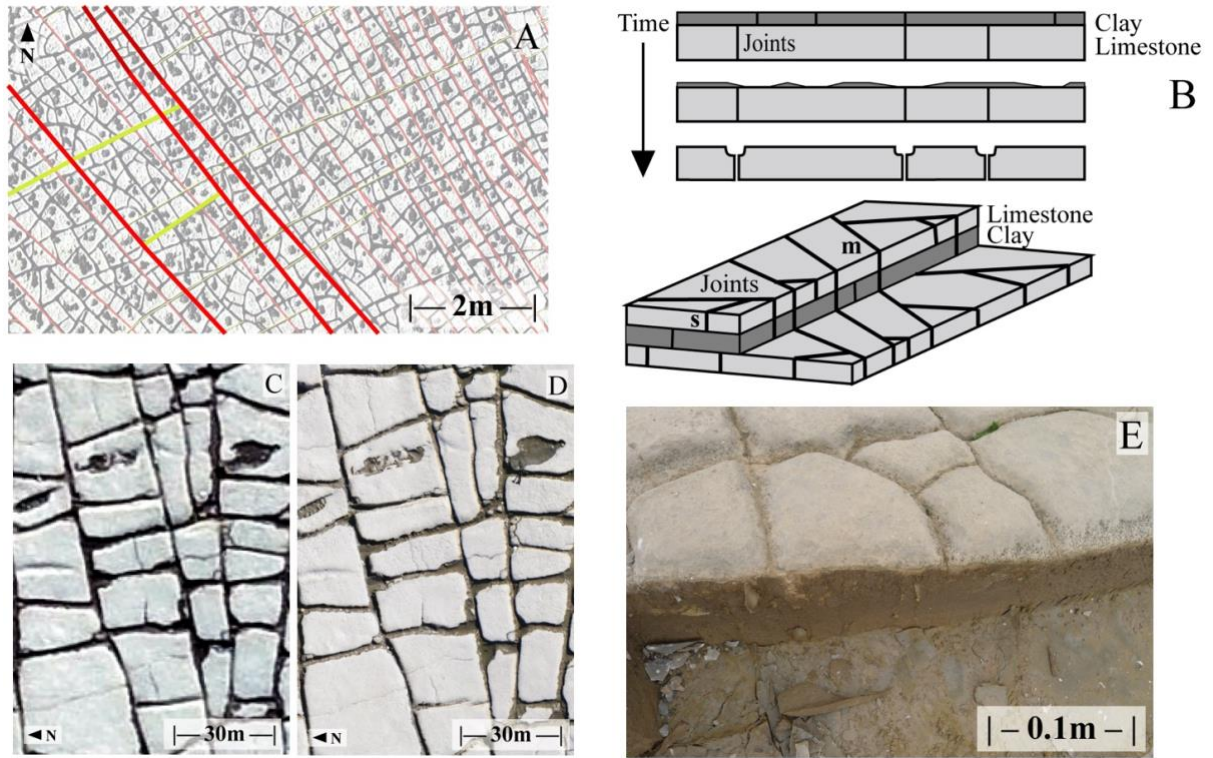 A
N
|— 2m —|
Time
Clay
Joints
Limestone
B
Limestone
Clay
m
Joints
s
C
D
N
|— 30m —|
N
|— 30m —|
E
| – 0.1m – |